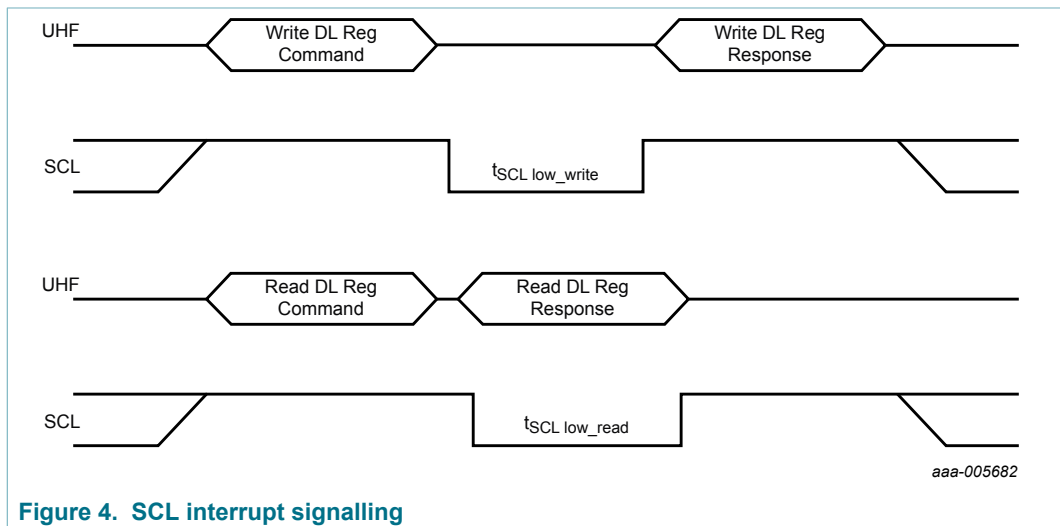 UHF
Write DL Reg
Command
Write DL Reg
Response
SCL
tSCL low_write
UHF
Read DL Reg
Command
Read DL Reg
Response
SCL
tSCL low_read
aaa-005682
Figure 4. SCL interrupt signalling